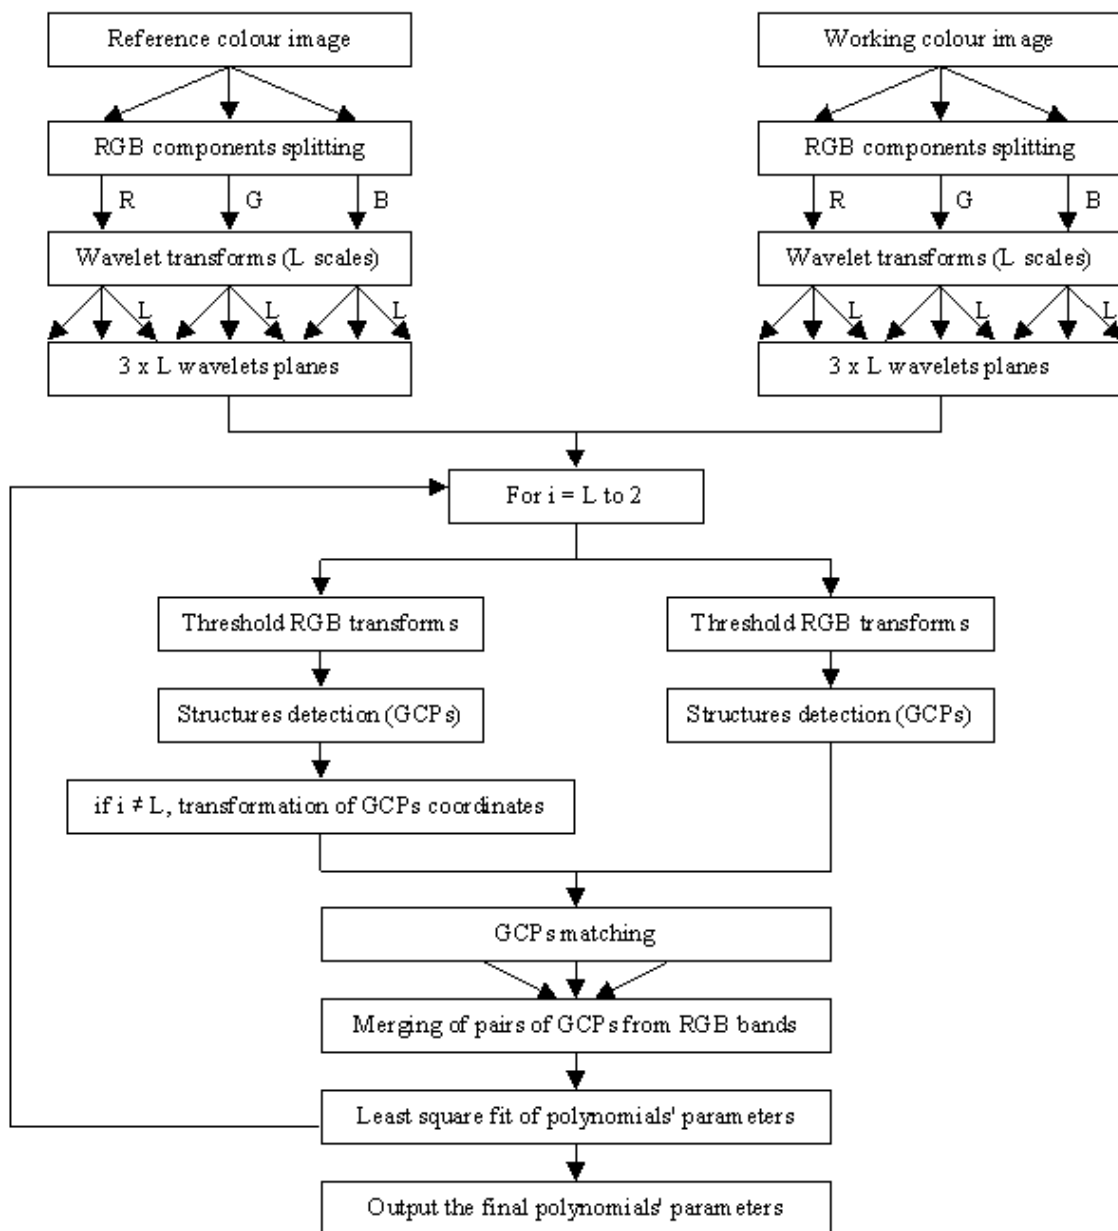 Reference colour image
Working colour image
RGB components splitting
RGB components splitting
R
G
B
R
G
B
Wavelet transforms (L scales)
Wavelet transforms (L scales)
L
L
L
L
L
L
3 x L wavelets planes
3 x L wavelets planes
For i = L to 2
Threshold RGB transforms
Threshold RGB transforms
Structures detection (GCPs)
Structures detection (GCPs)
if i ≠ L, transformation of GCPs coordinates
GCPs matching
Merging of pairs of GCPs from RGB bands
Least square fit of polynomials' parameters
Output the final polynomials' parameters